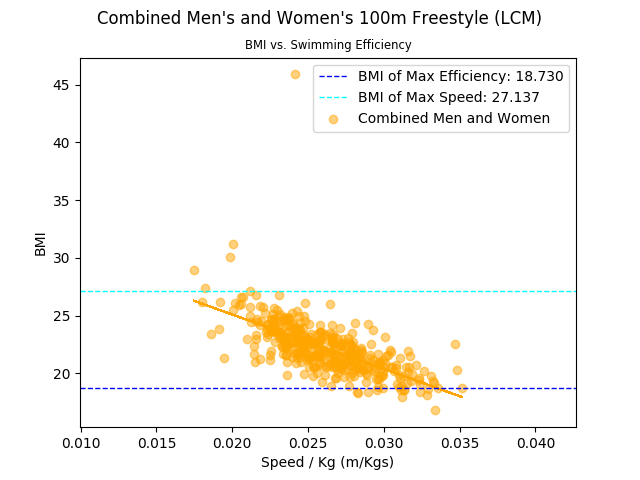 Combined Men's and Women's 100m Freestyle (LCM)
BMI vs. Swimming Efficiency
BMI of Max Efficiency: 18.730
BMI of Max Speed: 27.137
Combined Men and Women
BMI
45
40
35
30
25
20
0.010 0.015 0.020 0.025 0.030 0.035 0.040
Speed / Kg (m/Kgs)